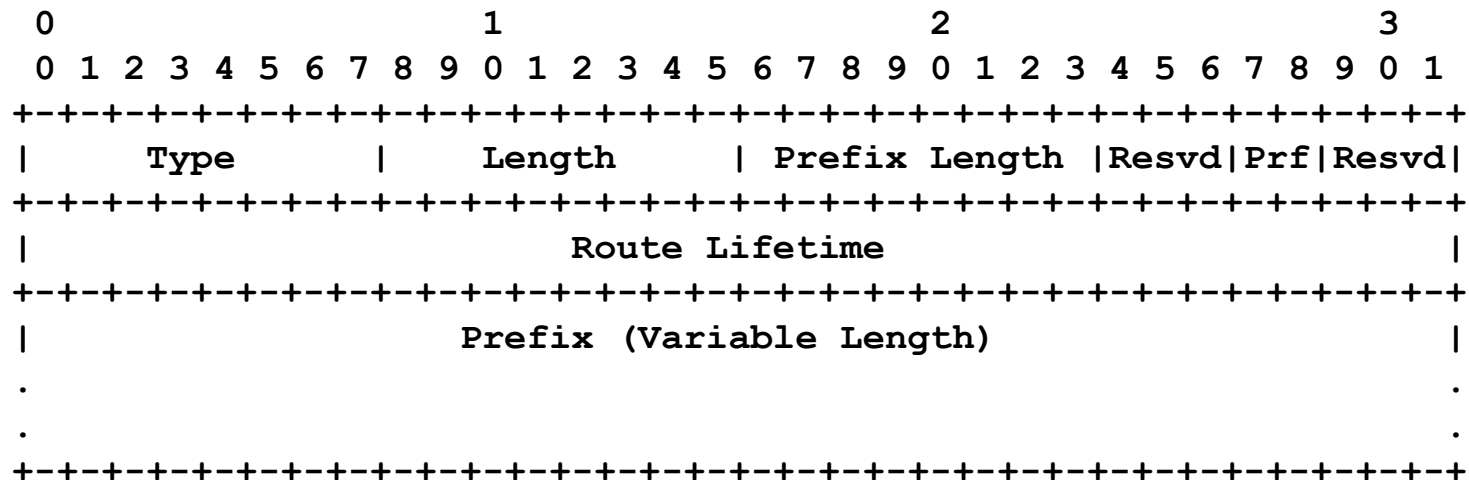 0                   1                   2                   3
 0 1 2 3 4 5 6 7 8 9 0 1 2 3 4 5 6 7 8 9 0 1 2 3 4 5 6 7 8 9 0 1
+-+-+-+-+-+-+-+-+-+-+-+-+-+-+-+-+-+-+-+-+-+-+-+-+-+-+-+-+-+-+-+-+
|     Type      |    Length     | Prefix Length |Resvd|Prf|Resvd|
+-+-+-+-+-+-+-+-+-+-+-+-+-+-+-+-+-+-+-+-+-+-+-+-+-+-+-+-+-+-+-+-+
|                        Route Lifetime                         |
+-+-+-+-+-+-+-+-+-+-+-+-+-+-+-+-+-+-+-+-+-+-+-+-+-+-+-+-+-+-+-+-+
|                   Prefix (Variable Length)                    |
.                                                               .
.                                                               .
+-+-+-+-+-+-+-+-+-+-+-+-+-+-+-+-+-+-+-+-+-+-+-+-+-+-+-+-+-+-+-+-+